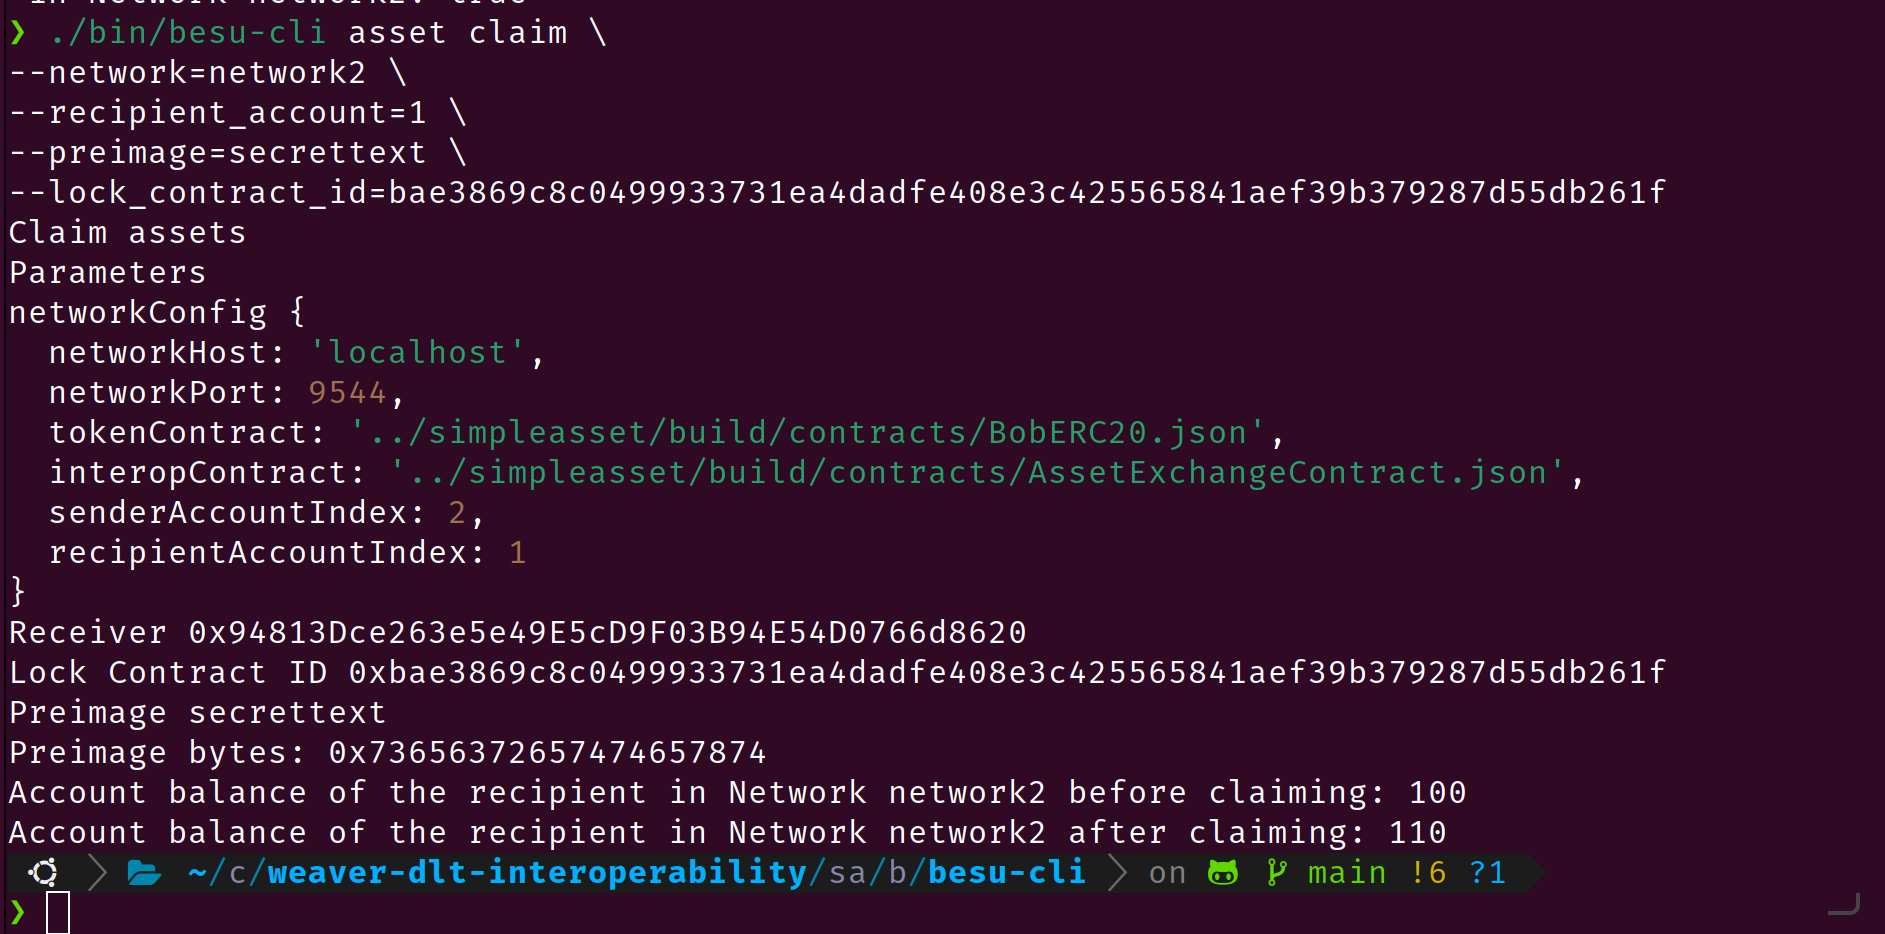 in Network network2: true
❯ ./bin/besu-cli asset claim \
--network=network2 \
--recipient_account=1 \
--preimage=secrettext \
--lock_contract_id=bae3869c8c0499933731ea4dadfe408e3c425565841aef39b379287d55db261f
Claim assets
Parameters
networkConfig {
  networkHost: 'localhost',
  networkPort: 9544,
  tokenContract: '../simpleasset/build/contracts/BobERC20.json',
  interopContract: '../simpleasset/build/contracts/AssetExchangeContract.json',
  senderAccountIndex: 2,
  recipientAccountIndex: 1
}
Receiver 0x94813Dce263e5e49E5cD9F03B94E54D0766d8620
Lock Contract ID 0xbae3869c8c0499933731ea4dadfe408e3c425565841aef39b379287d55db261f
Preimage secrettext
Preimage bytes: 0x73656372657474657874
Account balance of the recipient in Network network2 before claiming: 100
Account balance of the recipient in Network network2 after claiming: 110
~/c/weaver-dlt-interoperability/sa/b/besu-cli on main !6 ?1
❯